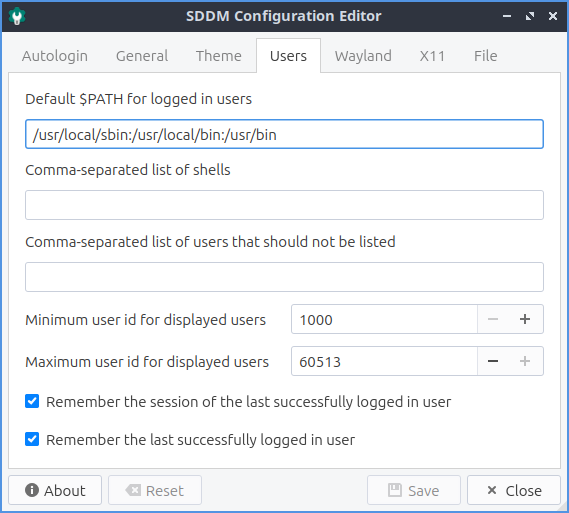 SDDM Configuration Editor
Autologin General Theme Users Wayland X11 File
Default $PATH for logged in users
/usr/local/sbin:/usr/local/bin:/usr/bin
Comma-separated list of shells
Comma-separated list of users that should not be listed
Minimum user id for displayed users 1000
Maximum user id for displayed users 60513
Remember the session of the last successfully logged in user
Remember the last successfully logged in user
About Reset Save Close